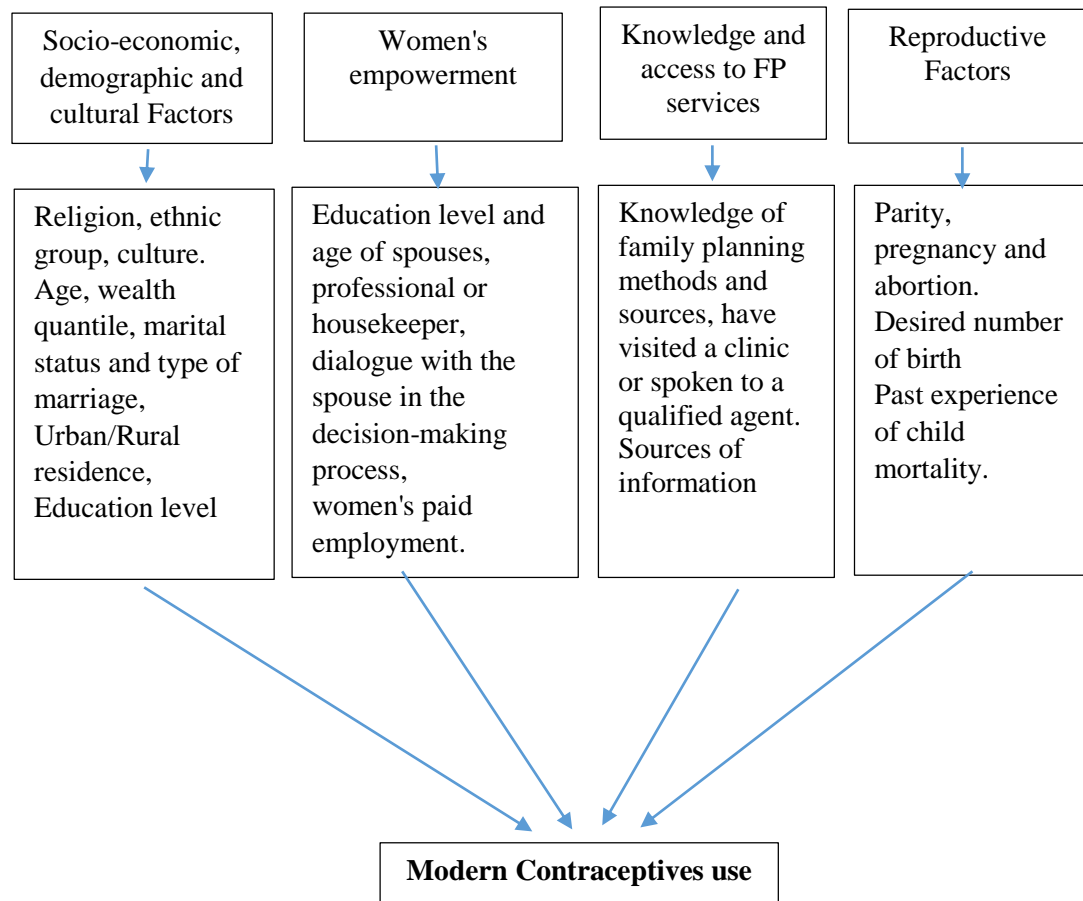 Socio-economic,
demographic and
cultural Factors
Women's
empowerment
Knowledge and
access to FP
services
Reproductive
Factors
Religion, ethnic
group, culture.
Age, wealth
quantile, marital
status and type of
marriage,
Urban/Rural
residence,
Education level
Education level and
age of spouses,
professional or
housekeeper,
dialogue with the
spouse in the
decision-making
process,
women's paid
employment.
Knowledge of
family planning
methods and
sources, have
visited a clinic
or spoken to a
qualified agent.
Sources of
information
Parity,
pregnancy and
abortion.
Desired number
of birth
Past experience
of child
mortality.
Modern Contraceptives use